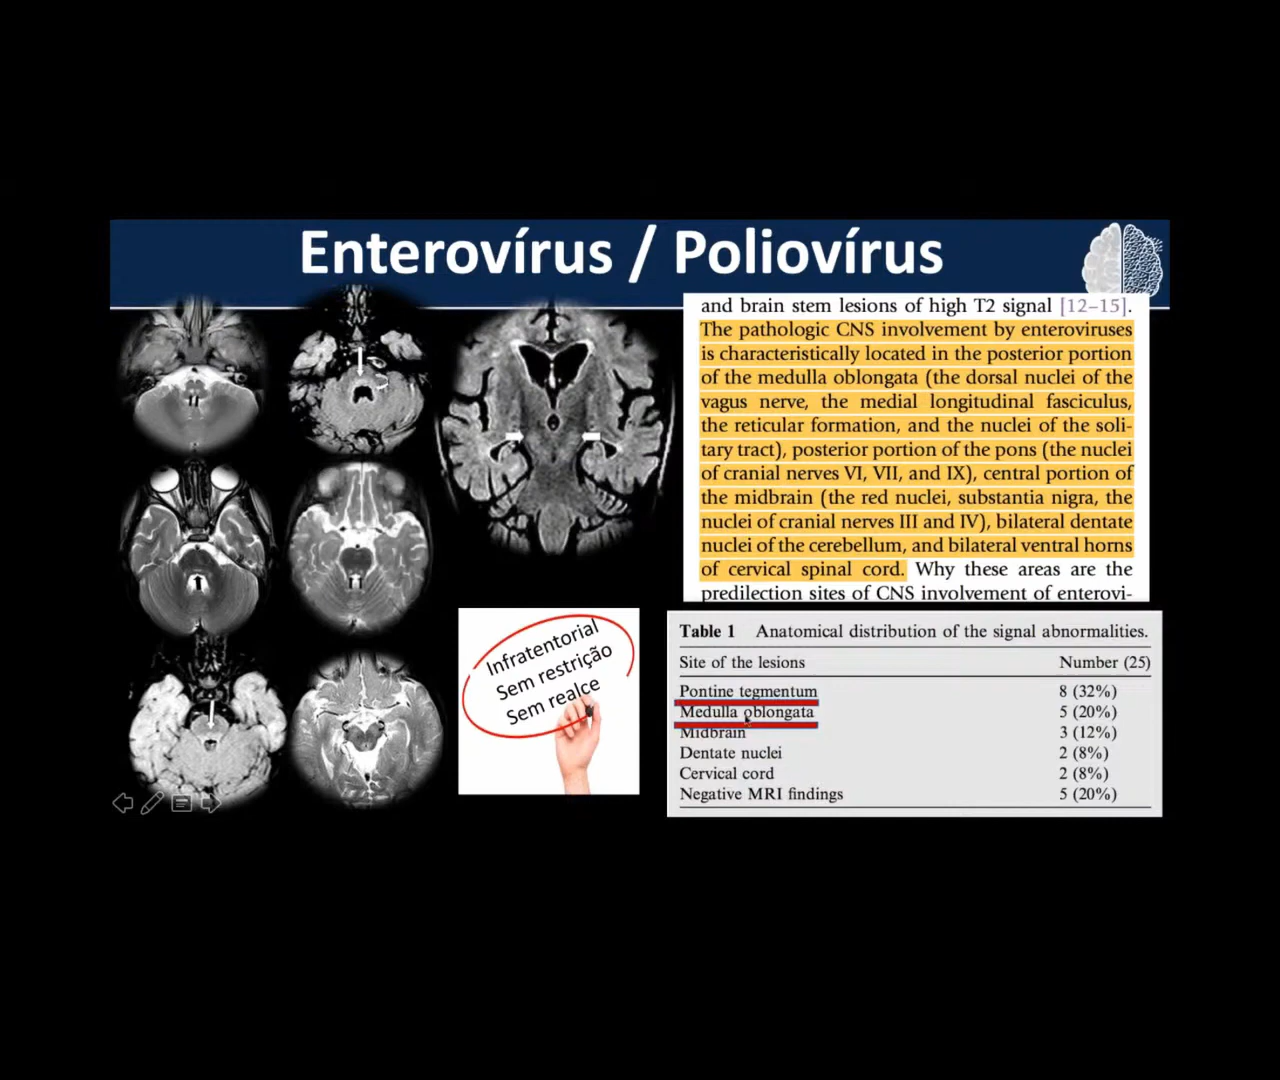 Enterovírus / Poliovírus
and brain stem lesions of high T2 signal [12–15].
The pathologic CNS involvement by enteroviruses
is characteristically located in the posterior portion
of the medulla oblongata (the dorsal nuclei of the
vagus nerve, the medial longitudinal fasciculus,
the reticular formation, and the nuclei of the soli-
tary tract), posterior portion of the pons (the nuclei
of cranial nerves VI, VII, and IX), central portion of
the midbrain (the red nuclei, substantia nigra, the
nuclei of cranial nerves III and IV), bilateral dentate
nuclei of the cerebellum, and bilateral ventral horns
of cervical spinal cord. Why these areas are the
predilection sites of CNS involvement of enterovi-
Infratentorial
Sem restrição
Sem realce
Table 1 Anatomical distribution of the signal abnormalities.
Site of the lesions Number (25)
Pontine tegmentum 8 (32%)
Medulla oblongata 5 (20%)
Midbrain 3 (12%)
Dentate nuclei 2 (8%)
Cervical cord 2 (8%)
Negative MRI findings 5 (20%)